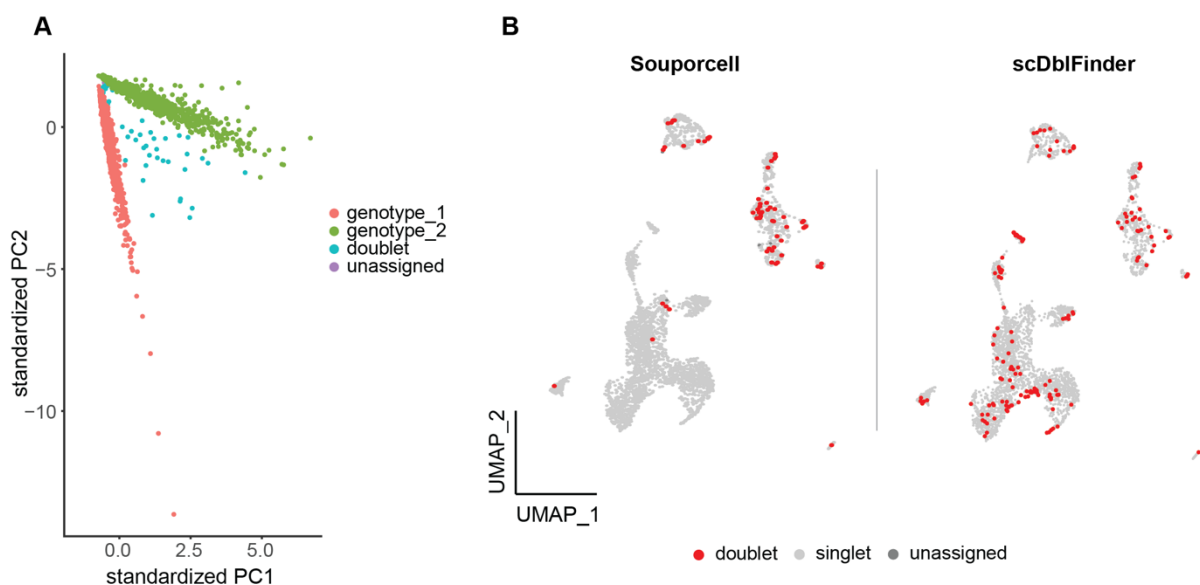 A
standardized PC2
0
−5
−10
0.0 2.5 5.0
standardized PC1
genotype_1
genotype_2
doublet
unassigned
B
Souporcell
scDblFinder
UMAP_2
UMAP_1
doublet singlet unassigned